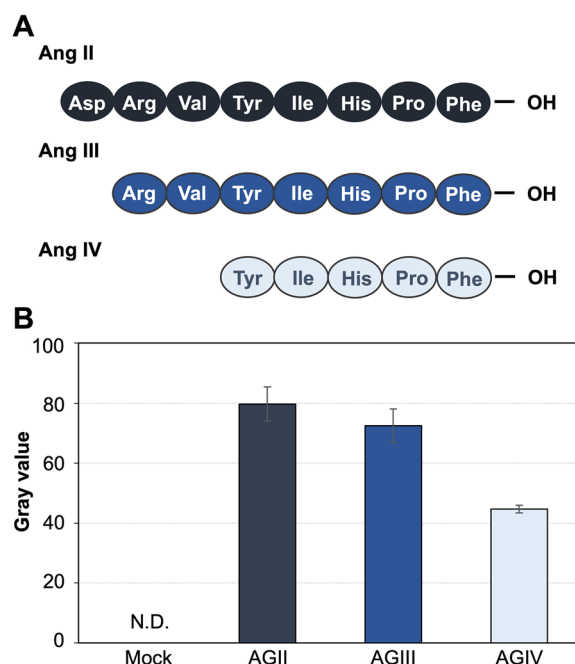 A
Ang II
Asp Arg Val Tyr Ile His Pro Phe — OH
Ang III
Arg Val Tyr Ile His Pro Phe — OH
Ang IV
Tyr Ile His Pro Phe — OH
B
Gray value
100
80
60
40
20
0
N.D.
Mock AGII AGIII AGIV